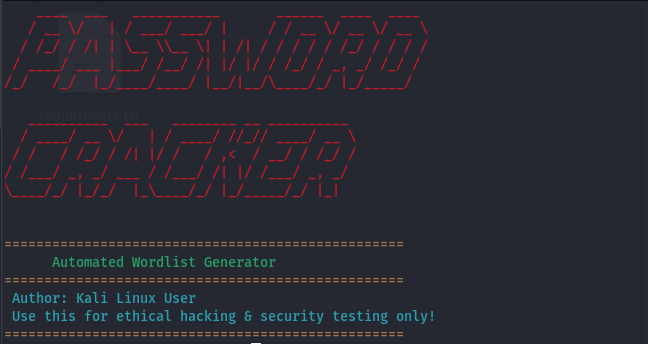 PASSWORD
CRACKER
==================================================
Automated Wordlist Generator
==================================================
Author: Kali Linux User
Use this for ethical hacking & security testing only!
==================================================